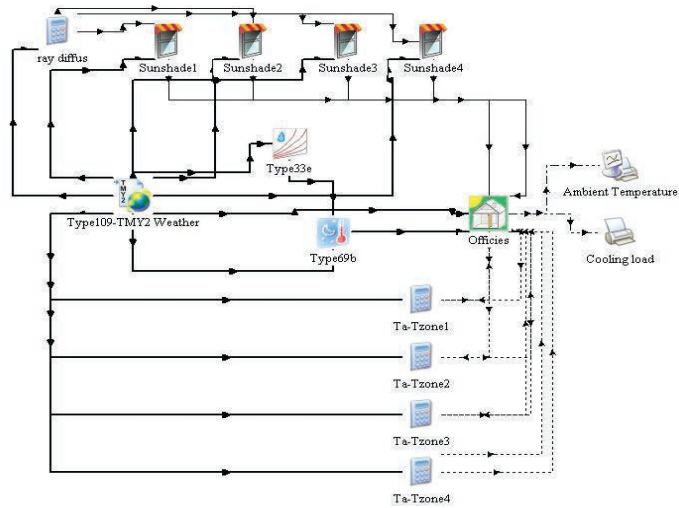 ray diffus
Sunshade1
Sunshade2
Sunshade3
Sunshade4
Type33e
TMY2
Type109-TMY2 Weather
Type69b
Officies
Ambient Temperature
Cooling load
Ta-Tzone1
Ta-Tzone2
Ta-Tzone3
Ta-Tzone4